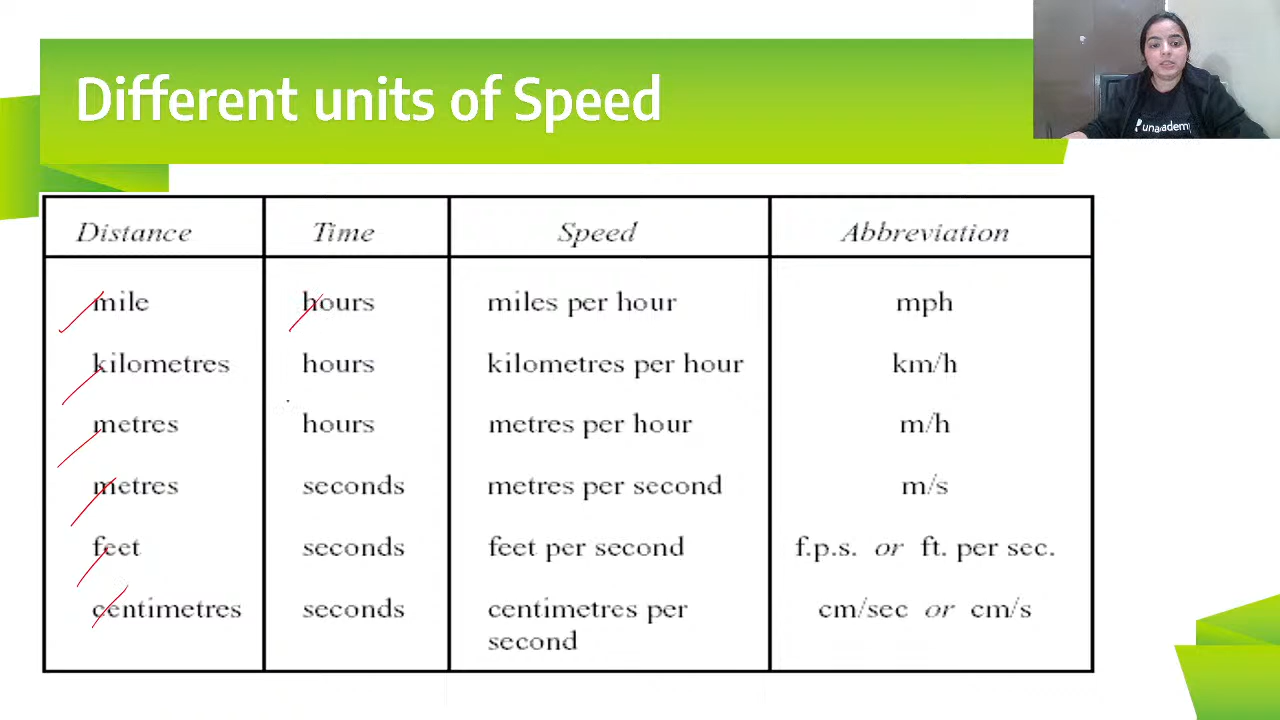 Different units of Speed
unacademy
Distance Time Speed Abbreviation
mile hours miles per hour mph
kilometres hours kilometres per hour km/h
metres hours metres per hour m/h
metres seconds metres per second m/s
feet seconds feet per second f.p.s. or ft. per sec.
centimetres seconds centimetres per cm/sec or cm/s
second